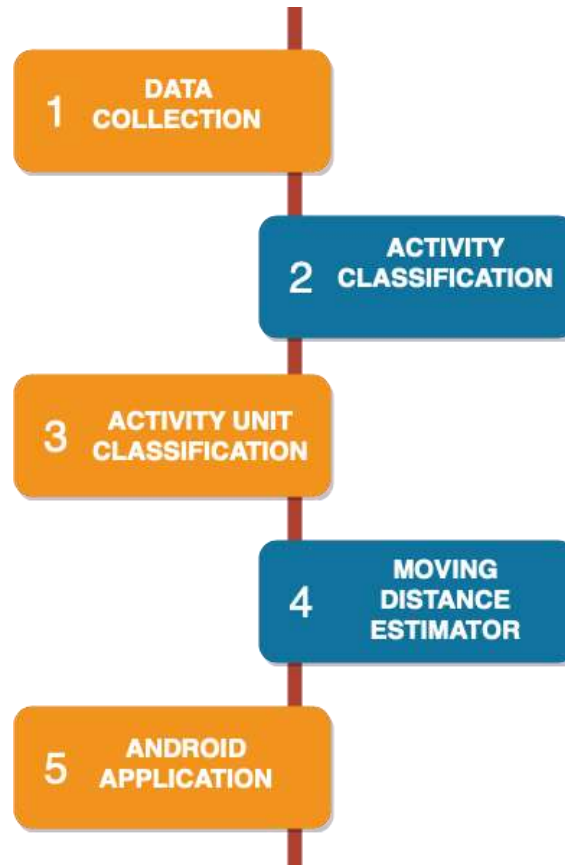 1
DATA
COLLECTION
2
ACTIVITY
CLASSIFICATION
3
ACTIVITY UNIT
CLASSIFICATION
4
MOVING
DISTANCE
ESTIMATOR
5
ANDROID
APPLICATION